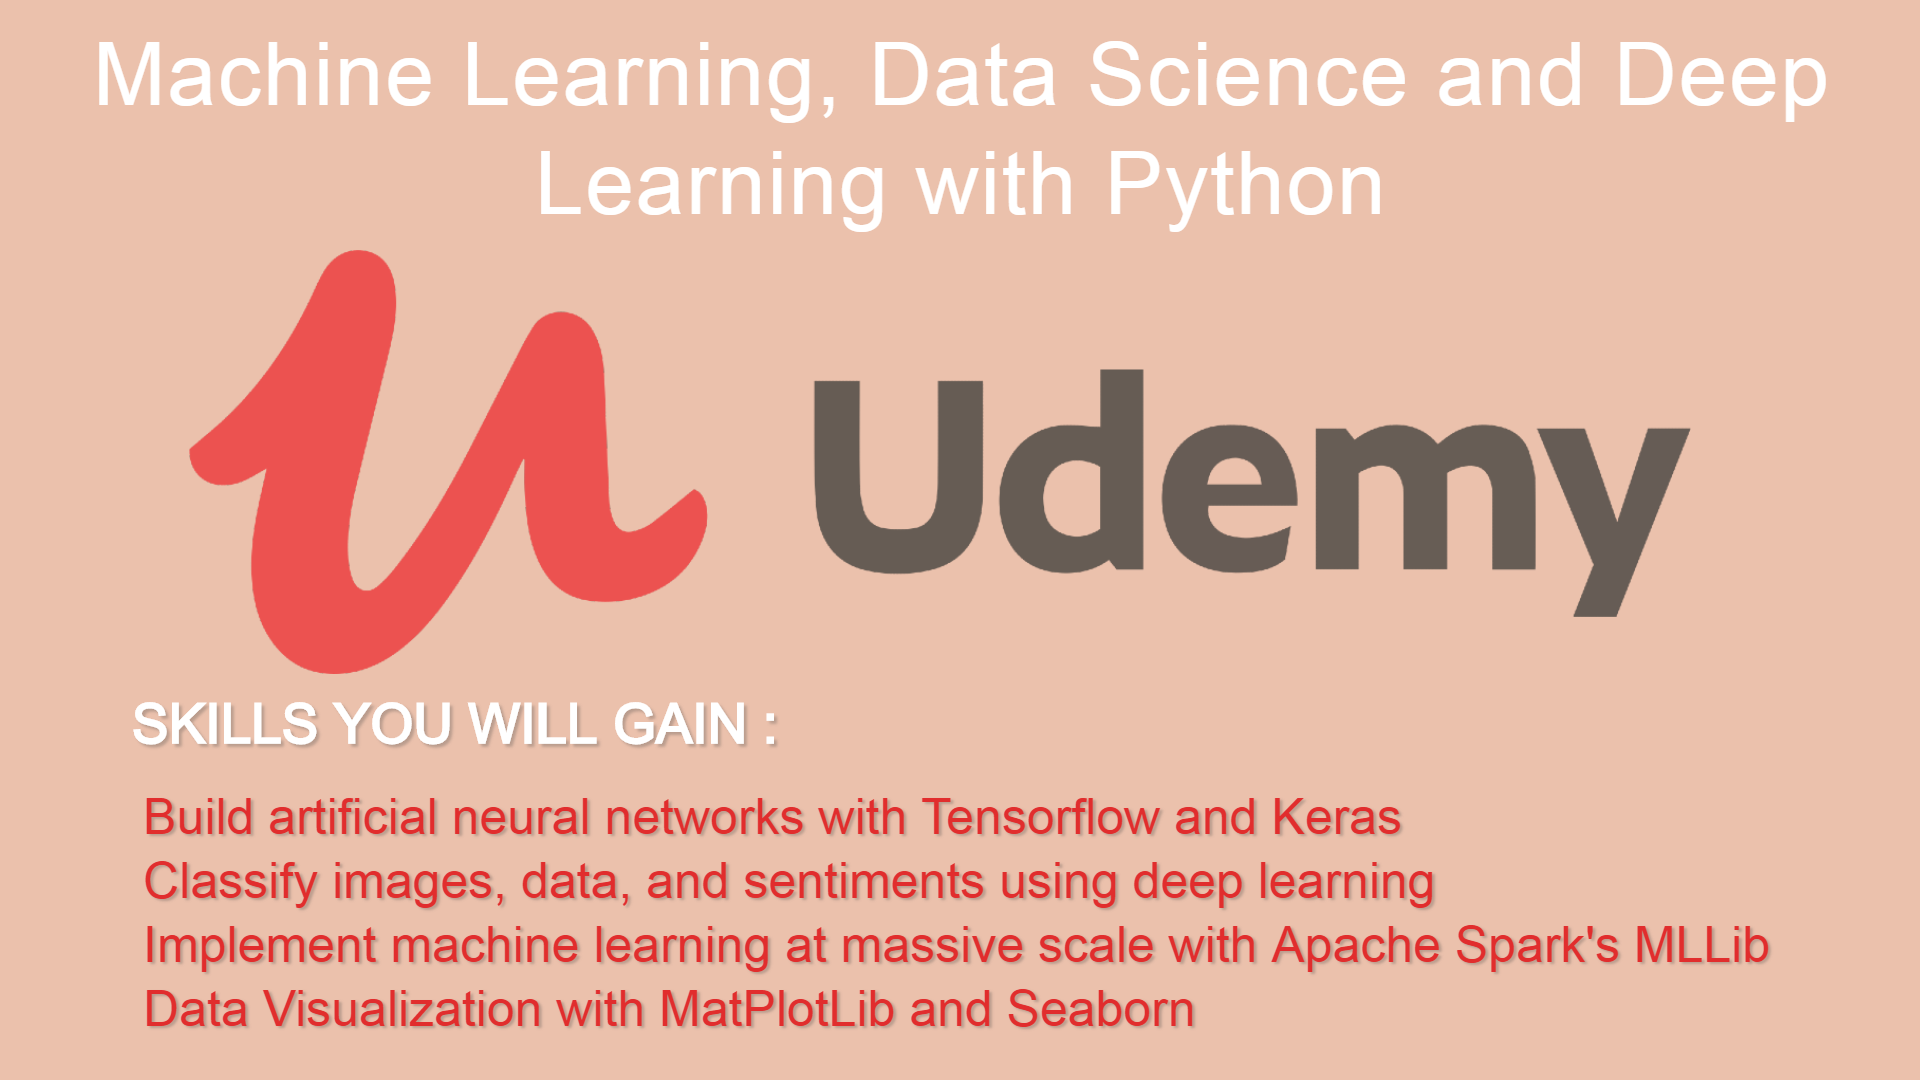 Machine Learning, Data Science and Deep
Learning with Python
Udemy
SKILLS YOU WILL GAIN :
Build artificial neural networks with Tensorflow and Keras
Classify images, data, and sentiments using deep learning
Implement machine learning at massive scale with Apache Spark's MLLib
Data Visualization with MatPlotLib and Seaborn